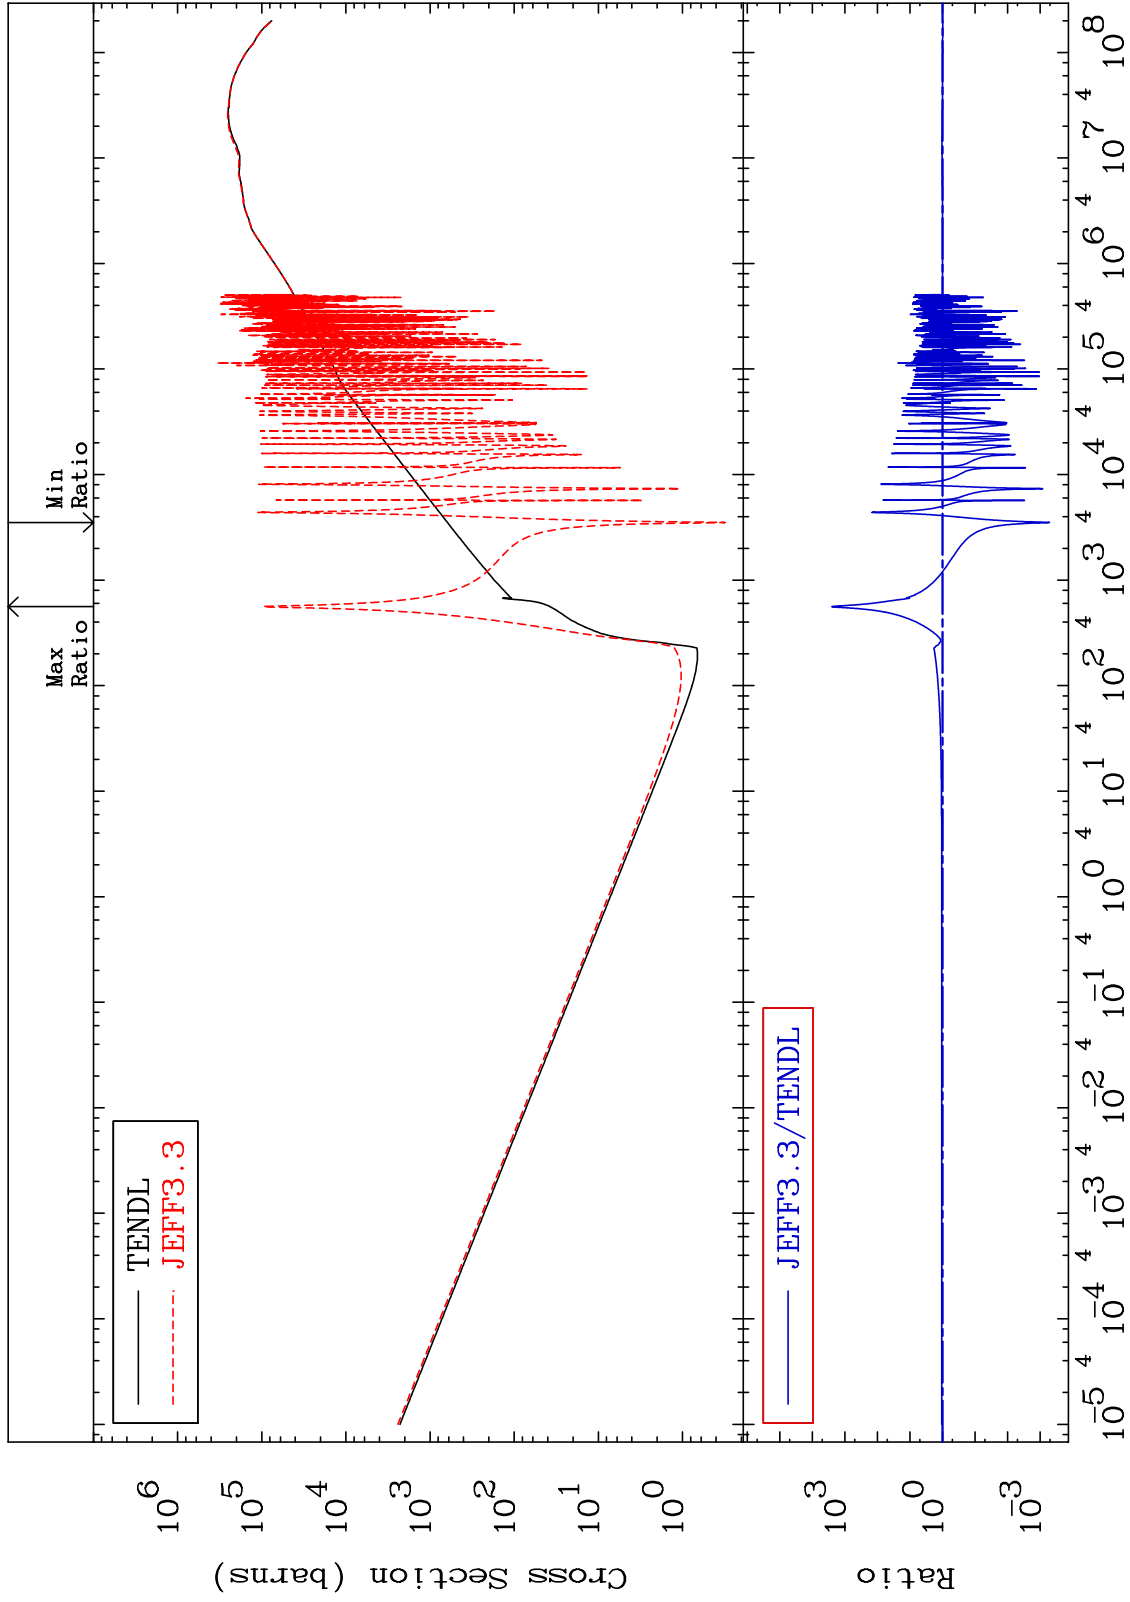 Max
Ratio
Min
Ratio
TENDL
JEFF3.3
Cross Section (barns)
10^6
10^5
10^4
10^3
10^2
10^1
10^0
JEFF3.3/TENDL
Ratio
10^3
10^0
10^-3
10^-5 4 10^-4 4 10^-3 4 10^-2 4 10^-1 4 10^0 4 10^1 4 10^2 4 10^3 4 10^4 4 10^5 4 10^6 4 10^7 4 10^8